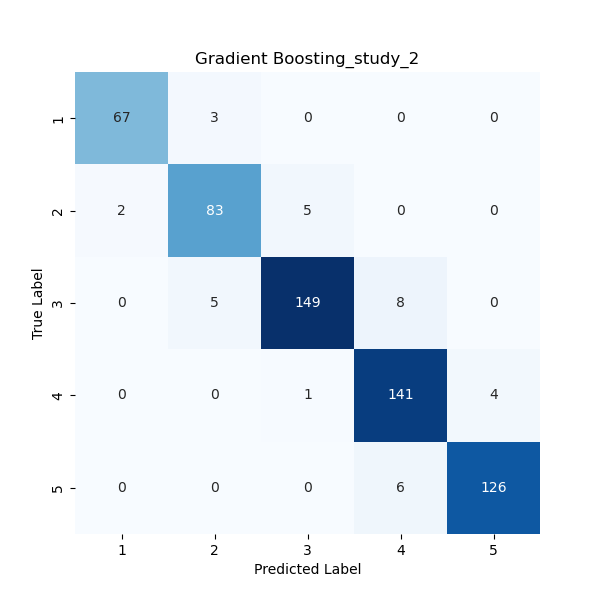 Gradient Boosting_study_2
True Label
1 67 3 0 0 0
2 2 83 5 0 0
3 0 5 149 8 0
4 0 0 1 141 4
5 0 0 0 6 126
1 2 3 4 5
Predicted Label